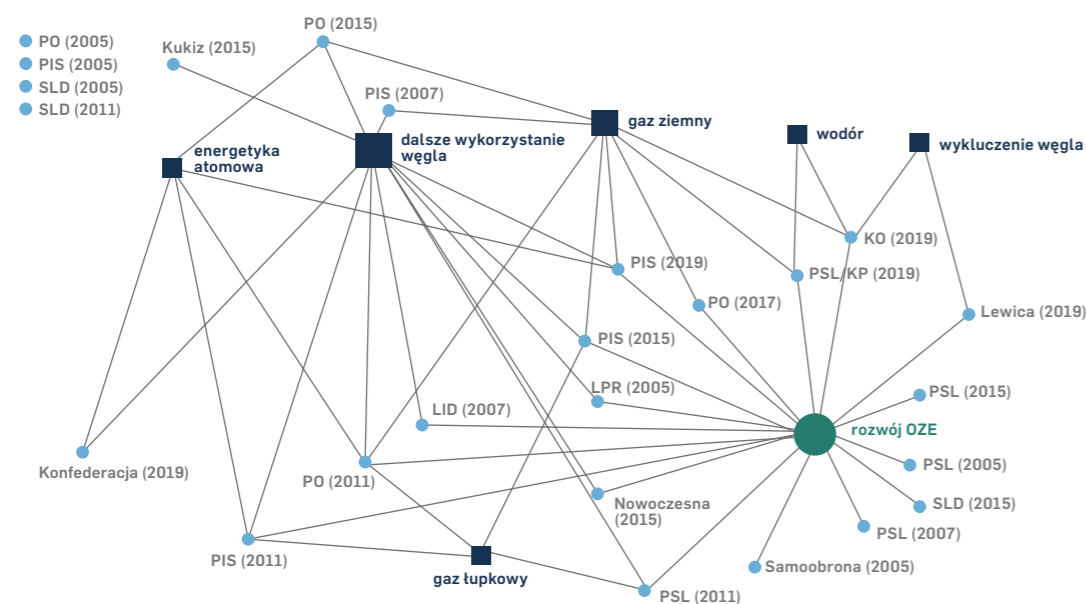 PO (2015)
PO (2005)
Kukiz (2015)
PIS (2005)
SLD (2005)
PIS (2007)
SLD (2011)
gaz ziemny
wodór
dalsze wykorzystanie
węgla
wykluczenie węgla
energetyka
atomowa
KO (2019)
PIS (2019)
PSL/KP (2019)
PO (2017)
Lewica (2019)
PIS (2015)
LPR (2005)
PSL (2015)
LID (2007)
rozwój OZE
PSL (2005)
Konfederacja (2019)
PO (2011)
Nowoczesna
(2015)
SLD (2015)
PSL (2007)
PIS (2011)
Samoobrona (2005)
gaz łupkowy
PSL (2011)